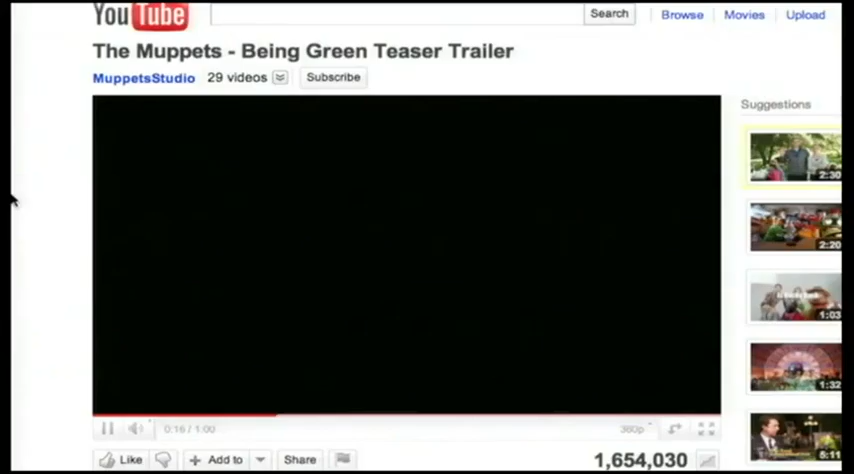 YouTube
Search
Browse
Movies
Upload
The Muppets - Being Green Teaser Trailer
MuppetsStudio 29 videos
Subscribe
Suggestions
2:30
2:20
1:03
1:32
5:11
0:16 / 1:00
360p
Like
+ Add to
Share
1,654,030